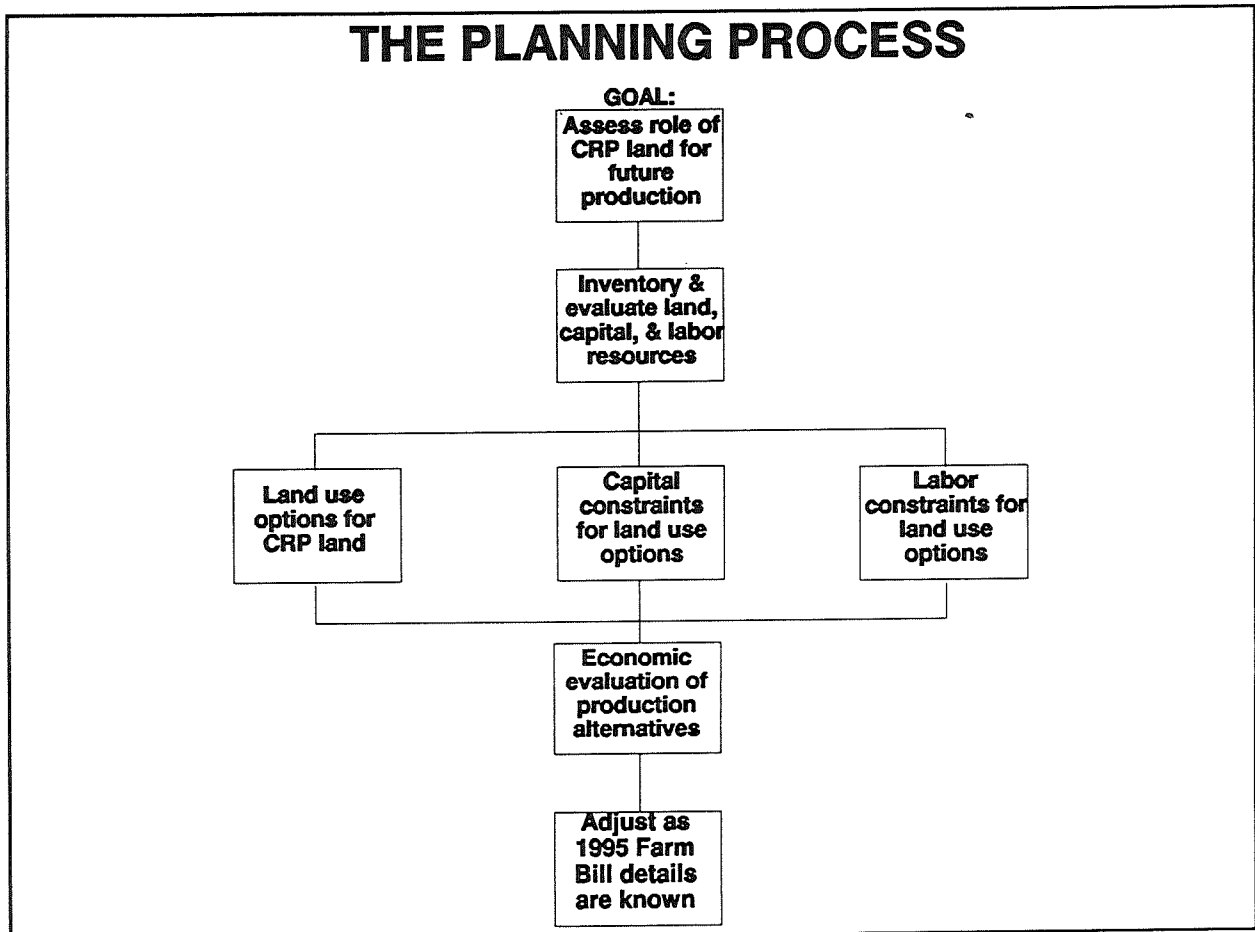 THE PLANNING PROCESS
GOAL:
Assess role of
CRP land for
future
production
Inventory &
evaluate land,
capital, & labor
resources
Land use
options for
CRP land
Capital
constraints
for land use
options
Labor
constraints for
land use
options
Economic
evaluation of
production
alternatives
Adjust as
1995 Farm
Bill details
are known